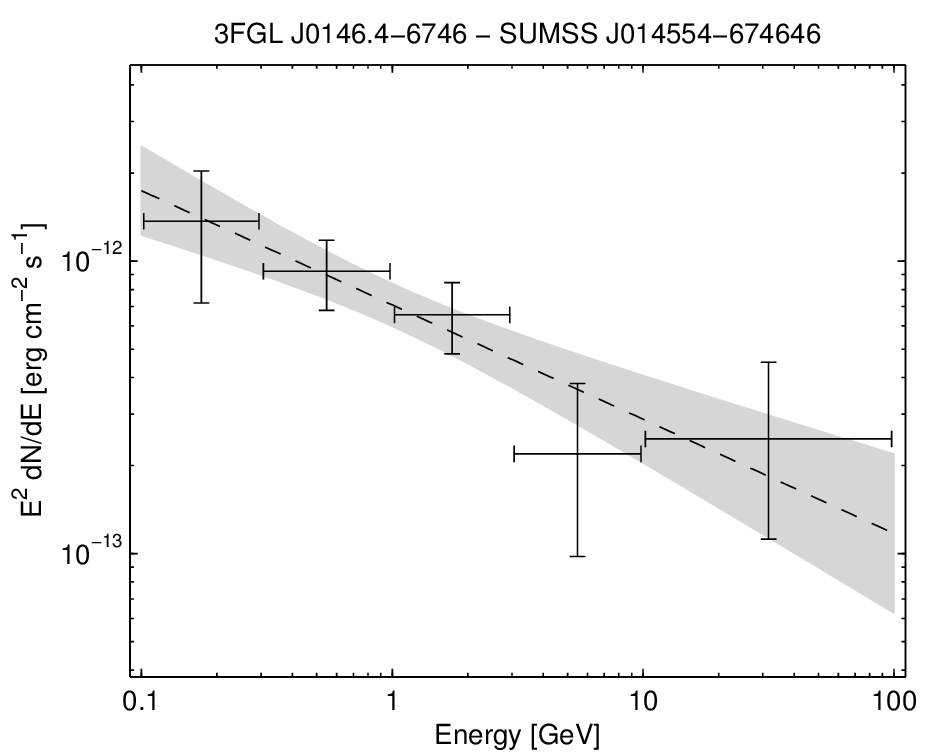 3FGL J0146.4−6746 − SUMSS J014554−674646
E² dN/dE [erg cm⁻² s⁻¹]
10⁻¹²
10⁻¹³
0.1 1 10 100
Energy [GeV]